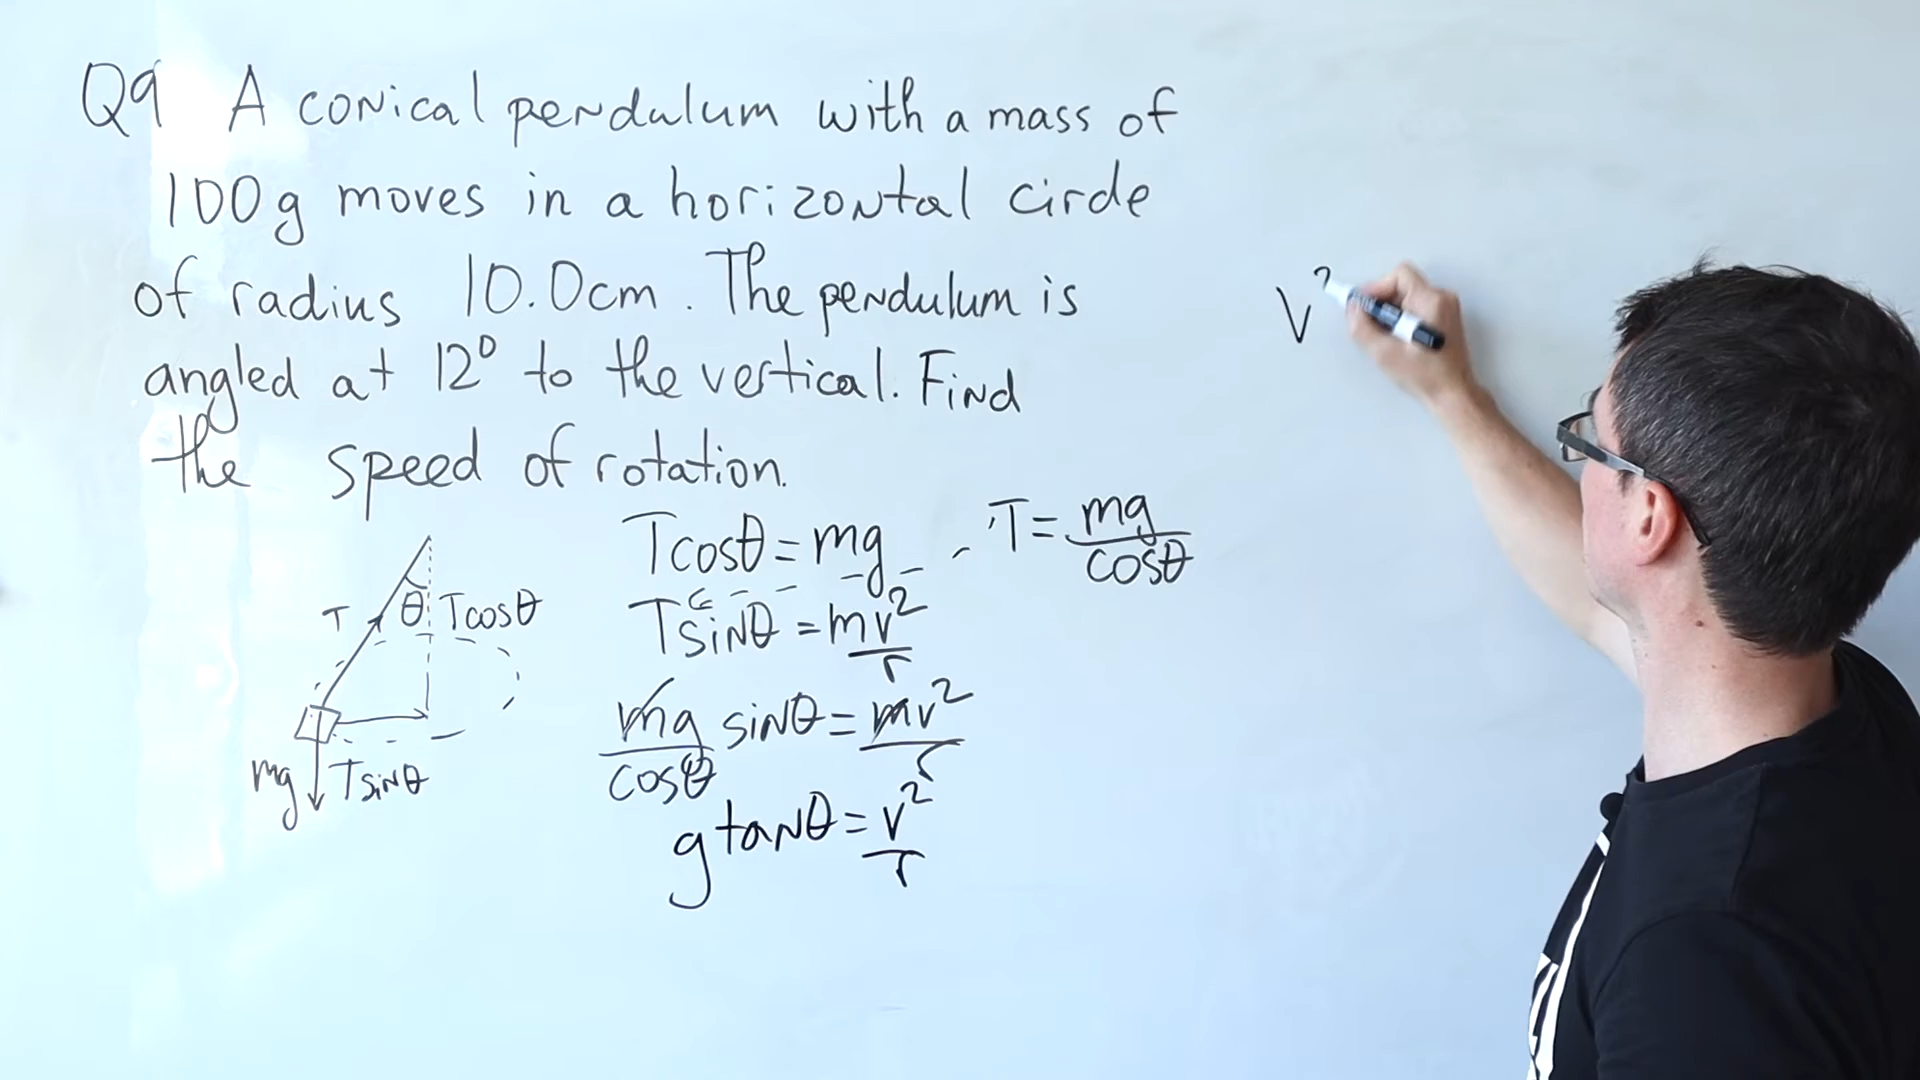 Q9 A conical pendulum with a mass of
100g moves in a horizontal circle
of radius 10.0cm. The pendulum is
angled at 12° to the vertical. Find
the speed of rotation.
Tcosθ=mg
T=mg/cosθ
Tsinθ=mv²/r
mg/cosθ sinθ=mv²/r
gtanθ=v²/r
T
θ
Tcosθ
mg
Tsinθ
v²